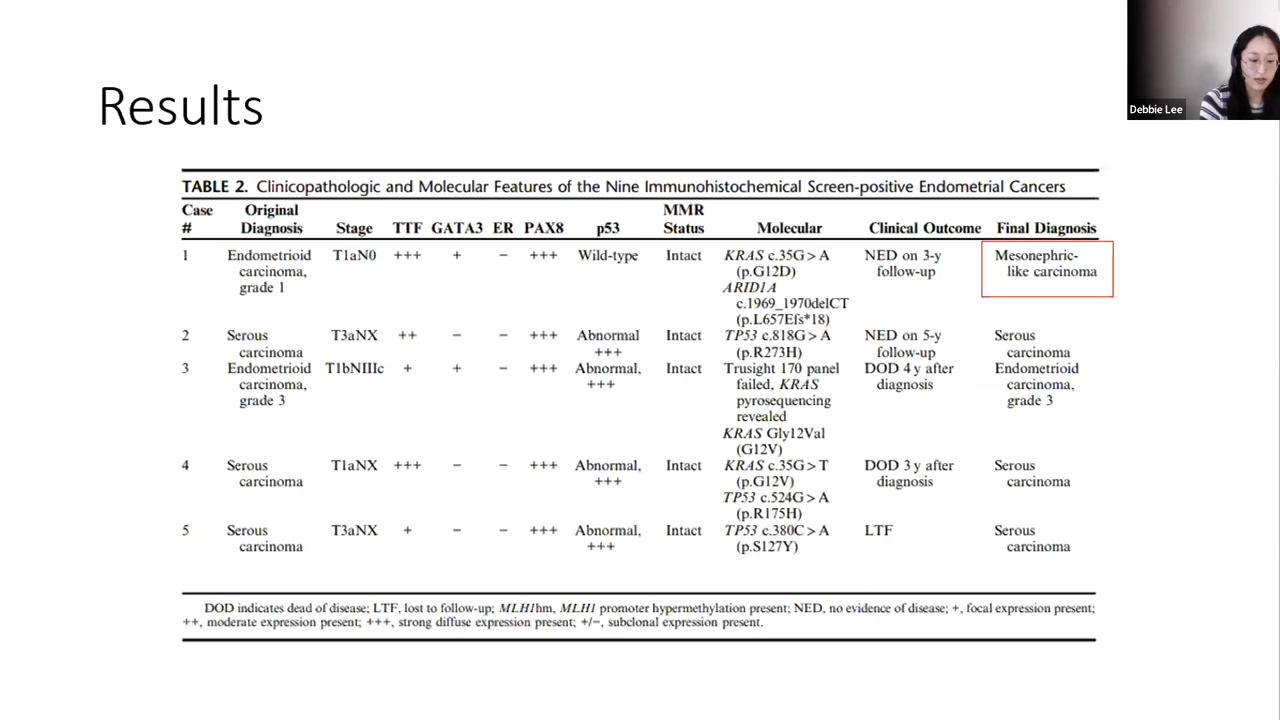 Debbie Lee
Results
TABLE 2. Clinicopathologic and Molecular Features of the Nine Immunohistochemical Screen-positive Endometrial Cancers
Case # Original Diagnosis Stage TTF GATA3 ER PAX8 p53 MMR Status Molecular Clinical Outcome Final Diagnosis
1 Endometrioid T1aN0 +++ + − +++ Wild-type Intact KRAS c.35G>A NED on 3-y Mesonephric-
carcinoma, (p.G12D) follow-up like carcinoma
grade 1 ARID1A
c.1969_1970delCT
(p.L657Efs*18)
2 Serous T3aNX ++ − − +++ Abnormal Intact TP53 c.818G>A NED on 5-y Serous
carcinoma +++ (p.R273H) follow-up carcinoma
3 Endometrioid T1bNIIIc + + − +++ Abnormal, Intact Trusight 170 panel DOD 4 y after Endometrioid
carcinoma, +++ failed, KRAS diagnosis carcinoma,
grade 3 pyrosequencing grade 3
revealed
KRAS Gly12Val
(G12V)
4 Serous T1aNX +++ − − +++ Abnormal, Intact KRAS c.35G>T DOD 3 y after Serous
carcinoma +++ (p.G12V) diagnosis carcinoma
TP53 c.524G>A
(p.R175H)
5 Serous T3aNX + − − +++ Abnormal, Intact TP53 c.380C>A LTF Serous
carcinoma +++ (p.S127Y) carcinoma
DOD indicates dead of disease; LTF, lost to follow-up; MLH1hm, MLH1 promoter hypermethylation present; NED, no evidence of disease; +, focal expression present;
++, moderate expression present; +++, strong diffuse expression present; +/−, subclonal expression present.